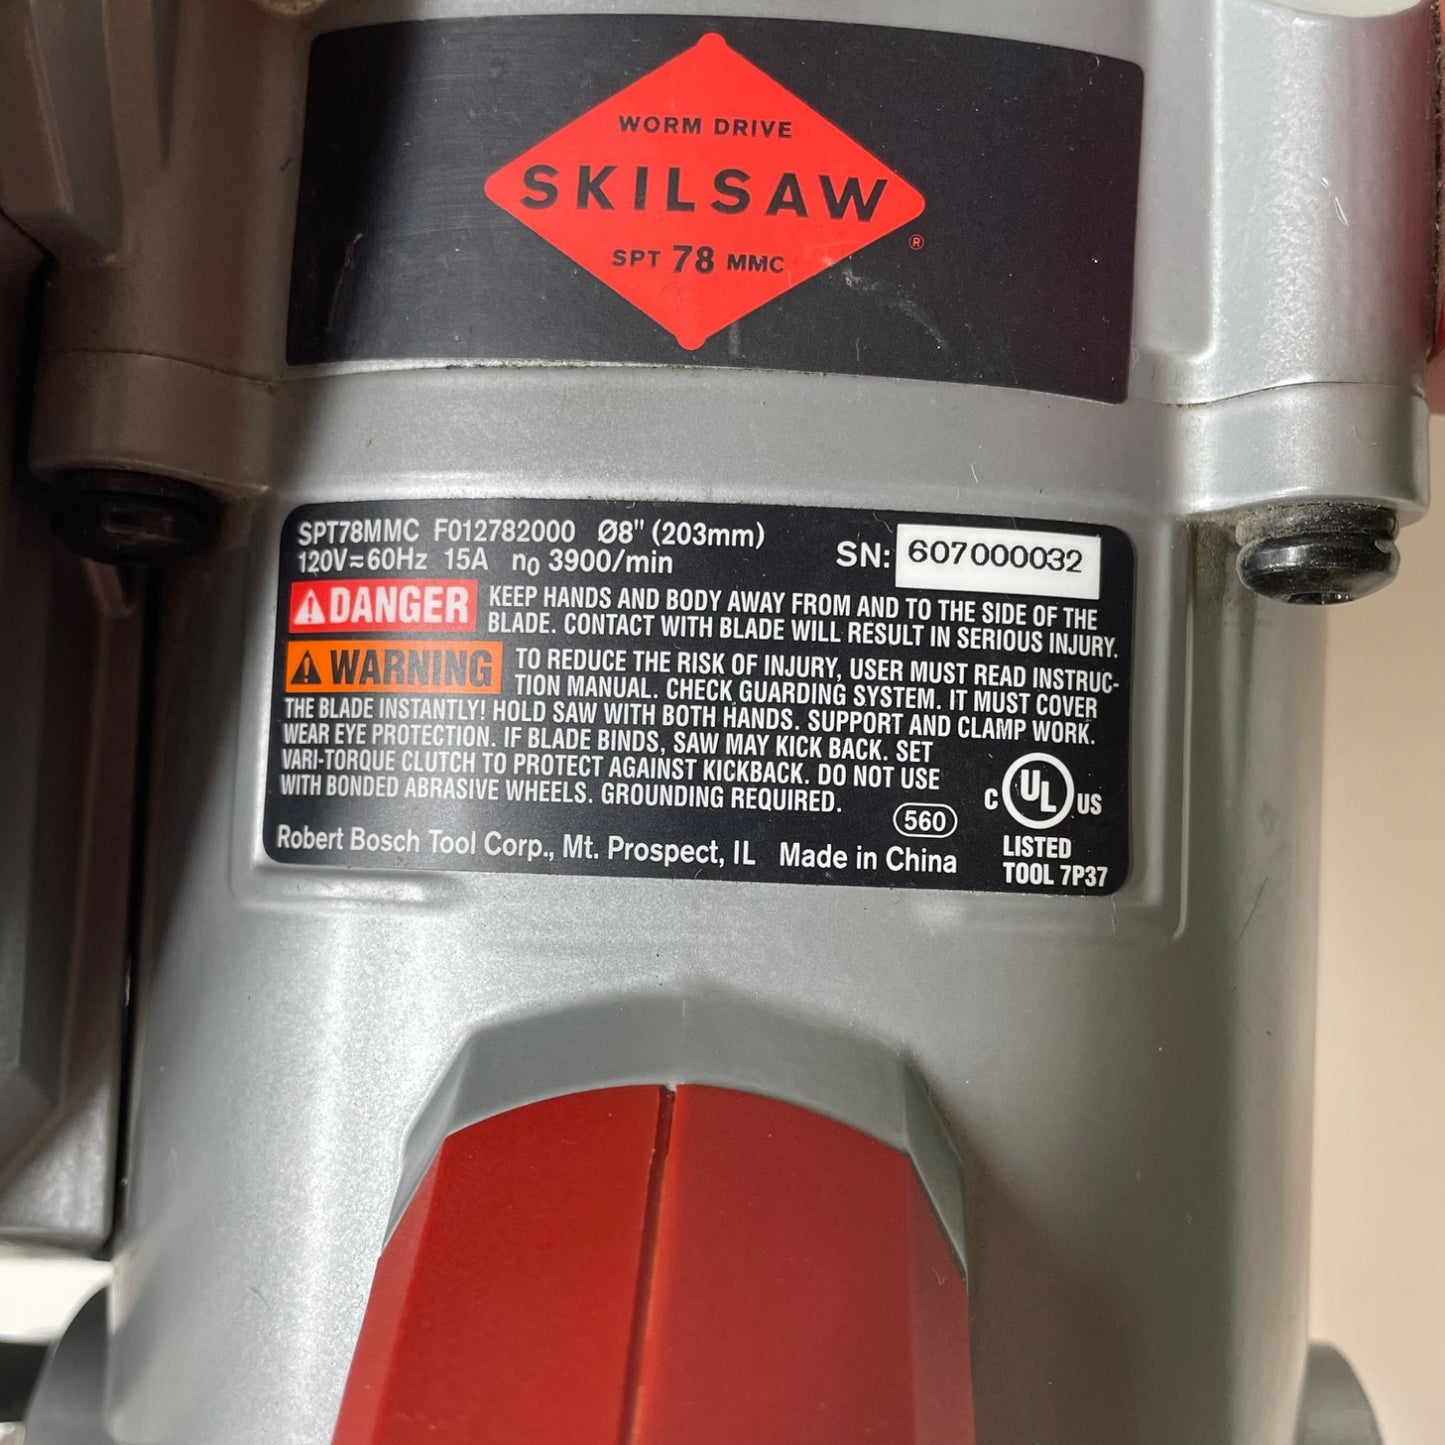 WORM DRIVE
SKILSAW
®
SPT 78 MMC
SPT78MMC F012782000 Ø8" (203mm)
120V≂60Hz 15A n0 3900/min
SN: 607000032
DANGER KEEP HANDS AND BODY AWAY FROM AND TO THE SIDE OF THE
BLADE. CONTACT WITH BLADE WILL RESULT IN SERIOUS INJURY.
WARNING TO REDUCE THE RISK OF INJURY, USER MUST READ INSTRUC-
TION MANUAL. CHECK GUARDING SYSTEM. IT MUST COVER
THE BLADE INSTANTLY! HOLD SAW WITH BOTH HANDS. SUPPORT AND CLAMP WORK.
WEAR EYE PROTECTION. IF BLADE BINDS, SAW MAY KICK BACK. SET
VARI-TORQUE CLUTCH TO PROTECT AGAINST KICKBACK. DO NOT USE
WITH BONDED ABRASIVE WHEELS. GROUNDING REQUIRED.
560
C UL US
LISTED
TOOL 7P37
Robert Bosch Tool Corp., Mt. Prospect, IL Made in China